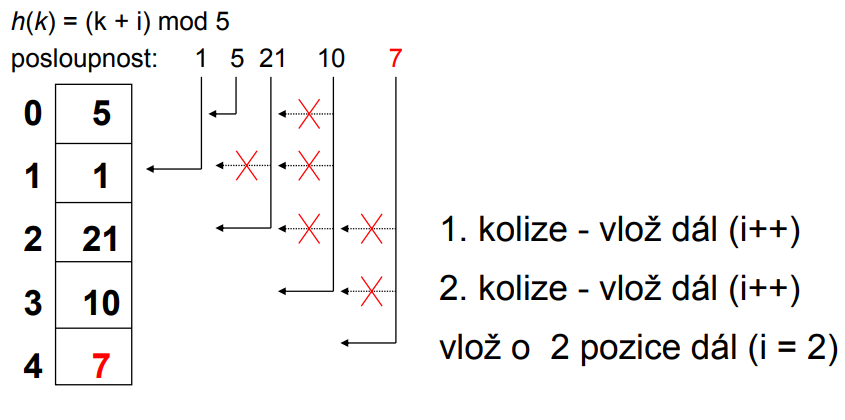 h(k) = (k + i) mod 5
posloupnost: 1 5 21 10 7
0 5
1 1
2 21
3 10
4 7
1. kolize - vlož dál (i++)
2. kolize - vlož dál (i++)
vlož o 2 pozice dál (i = 2)